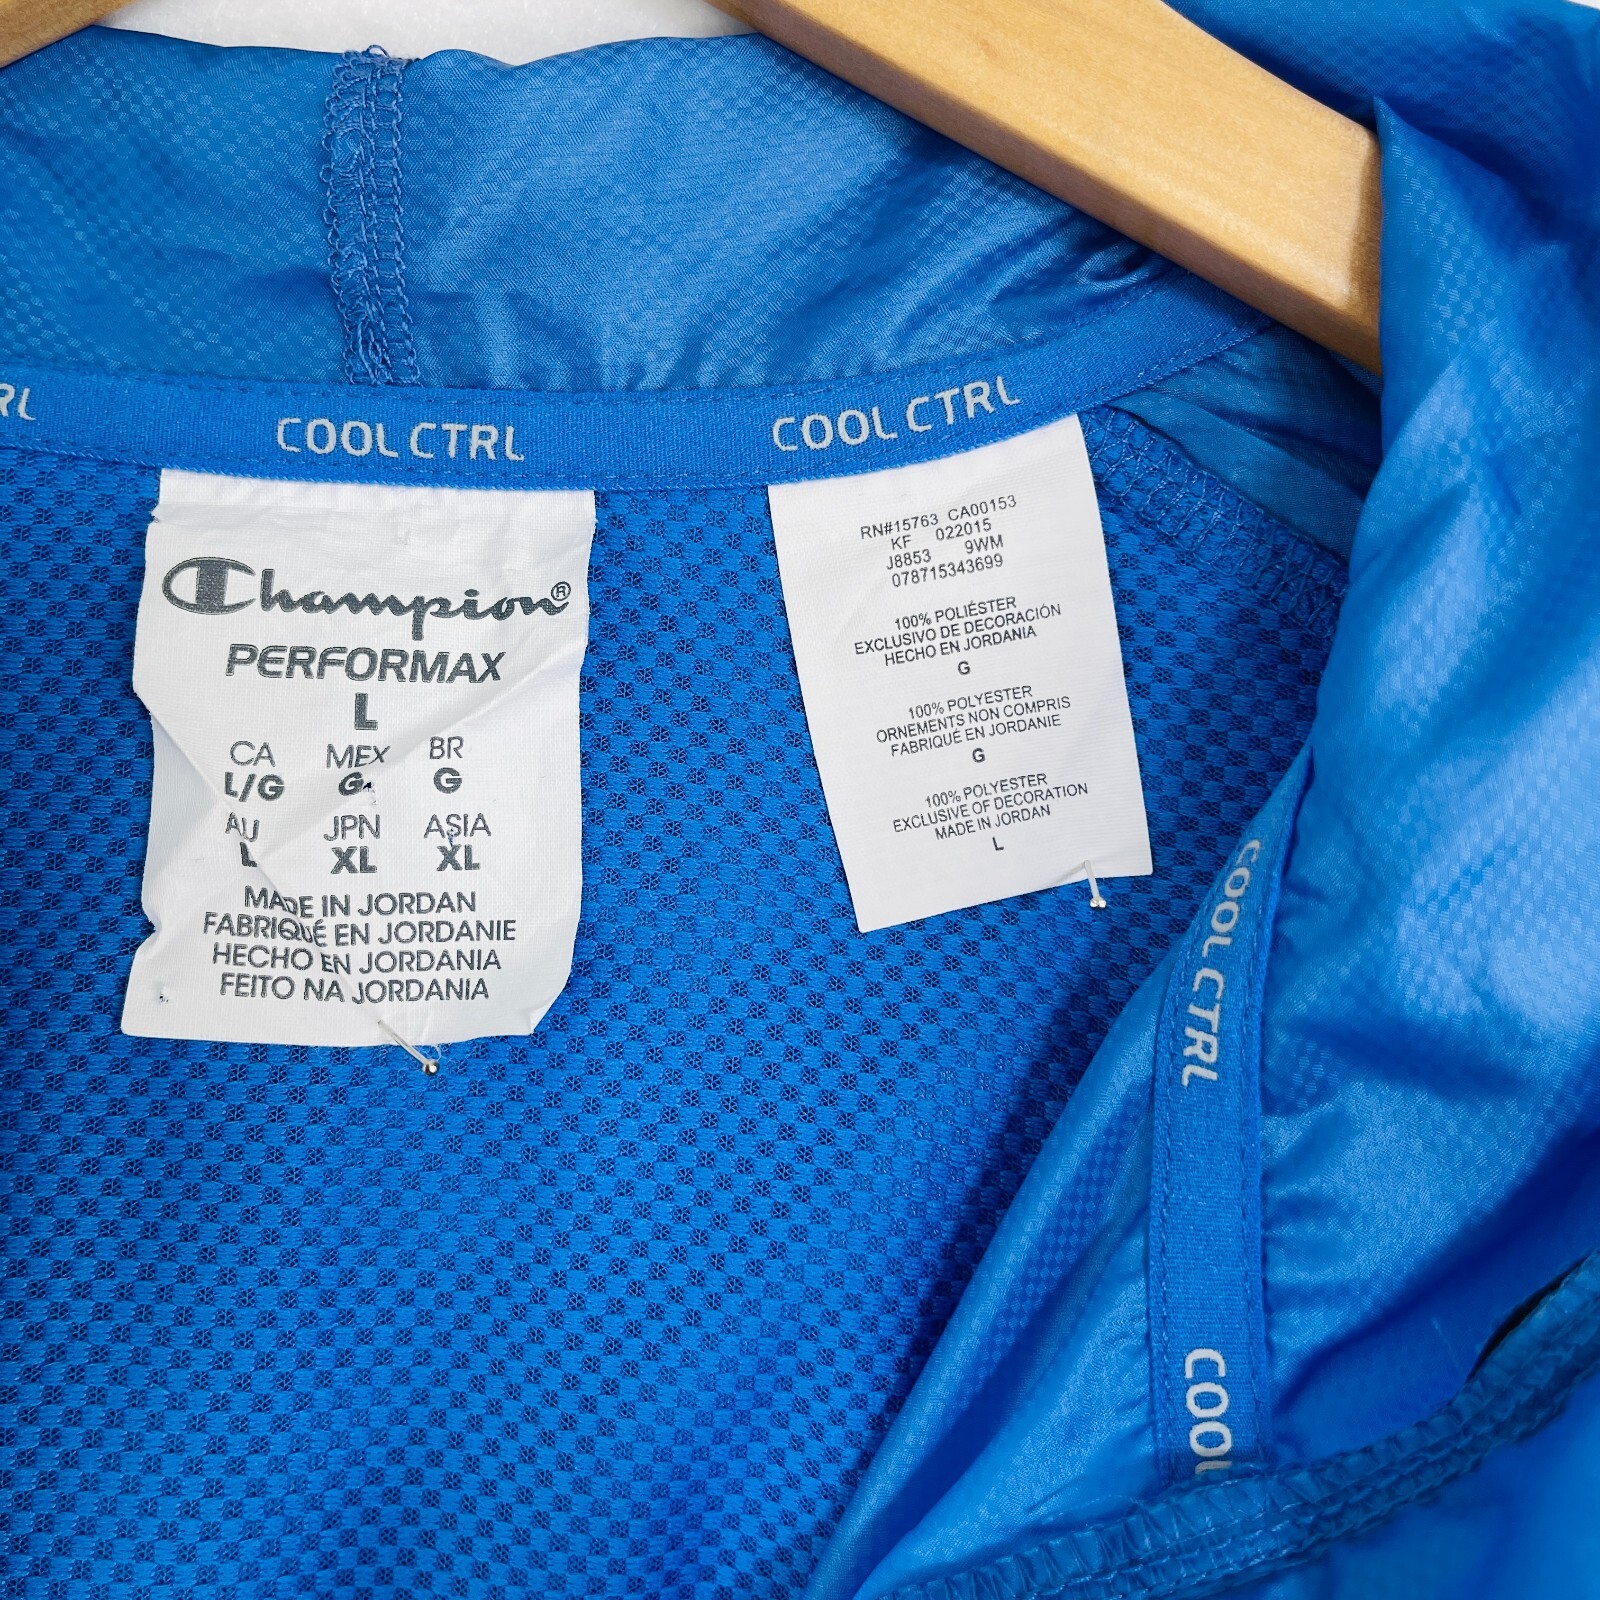 RL
COOL CTRL
COOL CTRL
Champion®
PERFORMAX
L
CA MEX BR
L/G G G
AU JPN ASIA
L XL XL
MADE IN JORDAN
FABRIQUÉ EN JORDANIE
HECHO EN JORDANIA
FEITO NA JORDANIA
RN#15763 CA00153
KF 022015
J8853 9WM
078715343699
100% POLIÉSTER
EXCLUSIVO DE DECORACIÓN
HECHO EN JORDANIA
G
100% POLYESTER
ORNEMENTS NON COMPRIS
FABRIQUÉ EN JORDANIE
G
100% POLYESTER
EXCLUSIVE OF DECORATION
MADE IN JORDAN
L
COOL CTRL
COOL